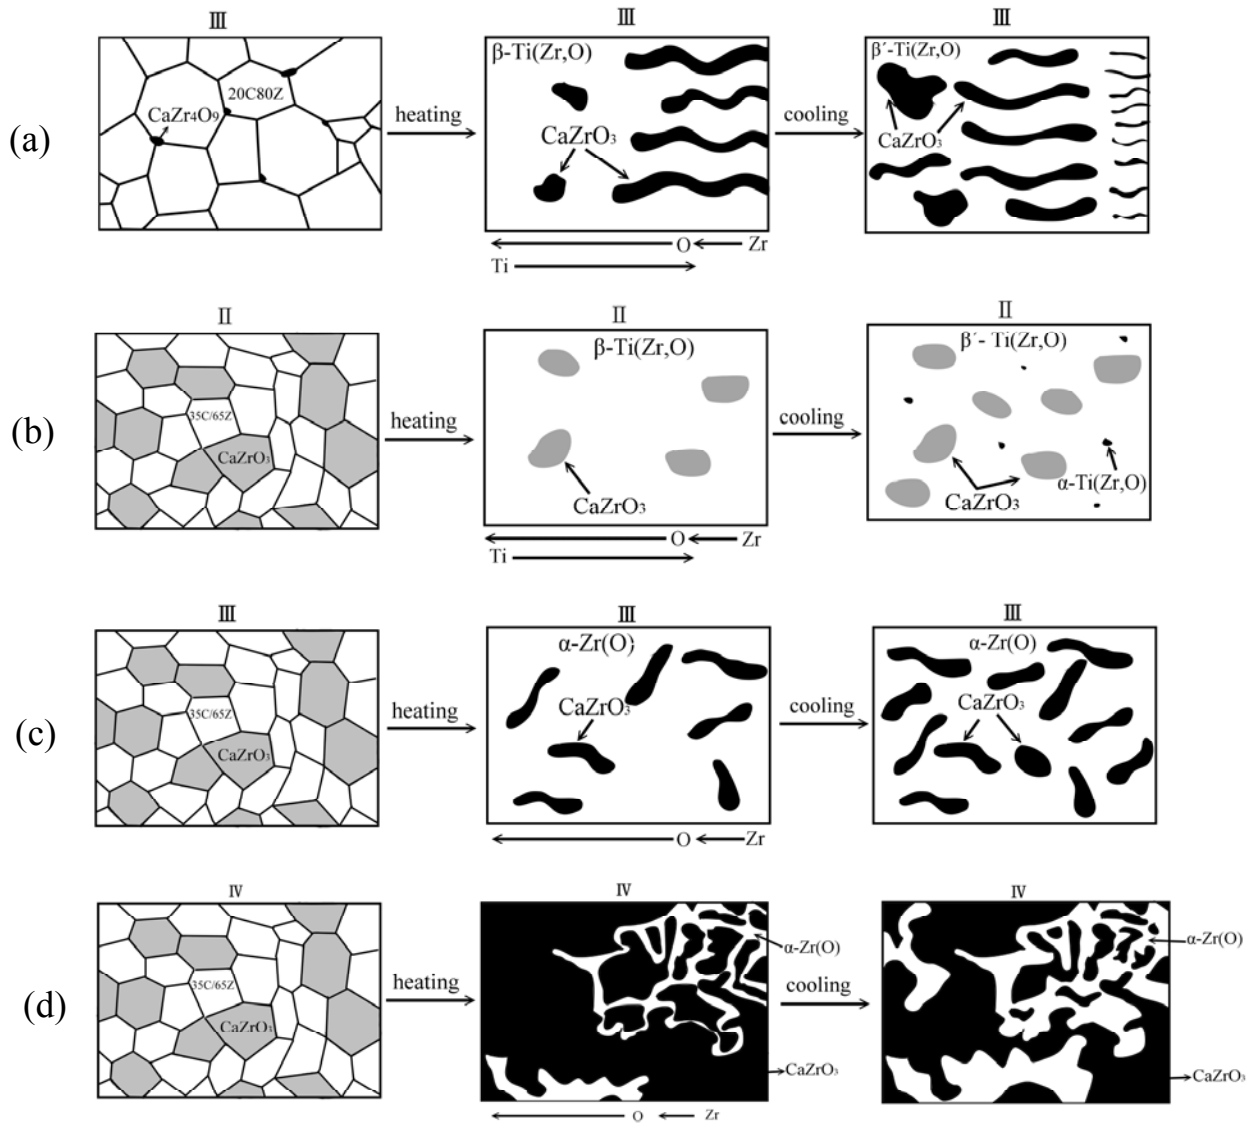 Ⅲ Ⅲ Ⅲ
(a)
20C80Z
CaZr₄O₉
heating
β-Ti(Zr,O)
CaZrO₃
cooling
β´-Ti(Zr,O)
CaZrO₃
O Zr
Ti
Ⅱ Ⅱ Ⅱ
(b)
35C/65Z
CaZrO₃
heating
β-Ti(Zr,O)
CaZrO₃
cooling
β´- Ti(Zr,O)
α-Ti(Zr,O)
CaZrO₃
O Zr
Ti
Ⅲ Ⅲ Ⅲ
(c)
35C/65Z
CaZrO₃
heating
α-Zr(O)
CaZrO₃
cooling
α-Zr(O)
CaZrO₃
O Zr
Ⅳ Ⅳ Ⅳ
(d)
35C/65Z
CaZrO₃
heating
α-Zr(O)
CaZrO₃
cooling
α-Zr(O)
CaZrO₃
O Zr